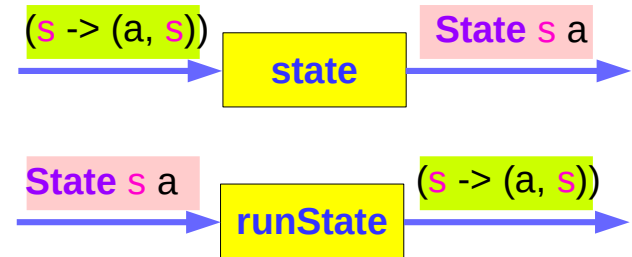 (s -> (a, s))
State s a
state
State s a
(s -> (a, s))
runState